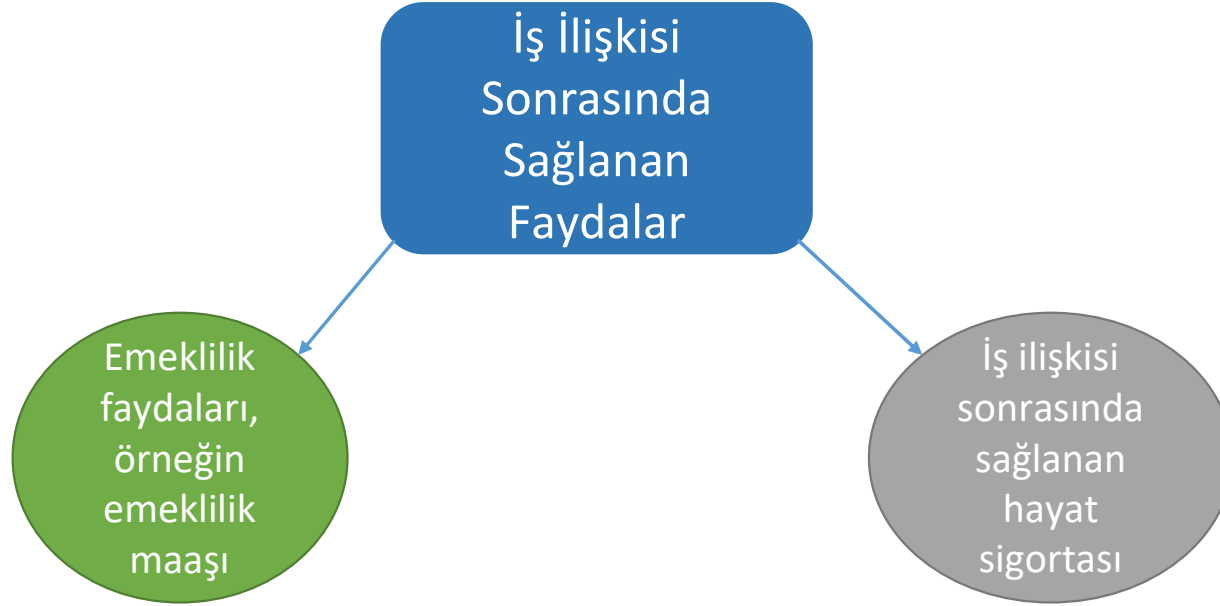 İş İlişkisi
Sonrasında
Sağlanan
Faydalar
Emeklilik
faydaları,
örneğin
emeklilik
maaşı
İş ilişkisi
sonrasında
sağlanan
hayat
sigortası